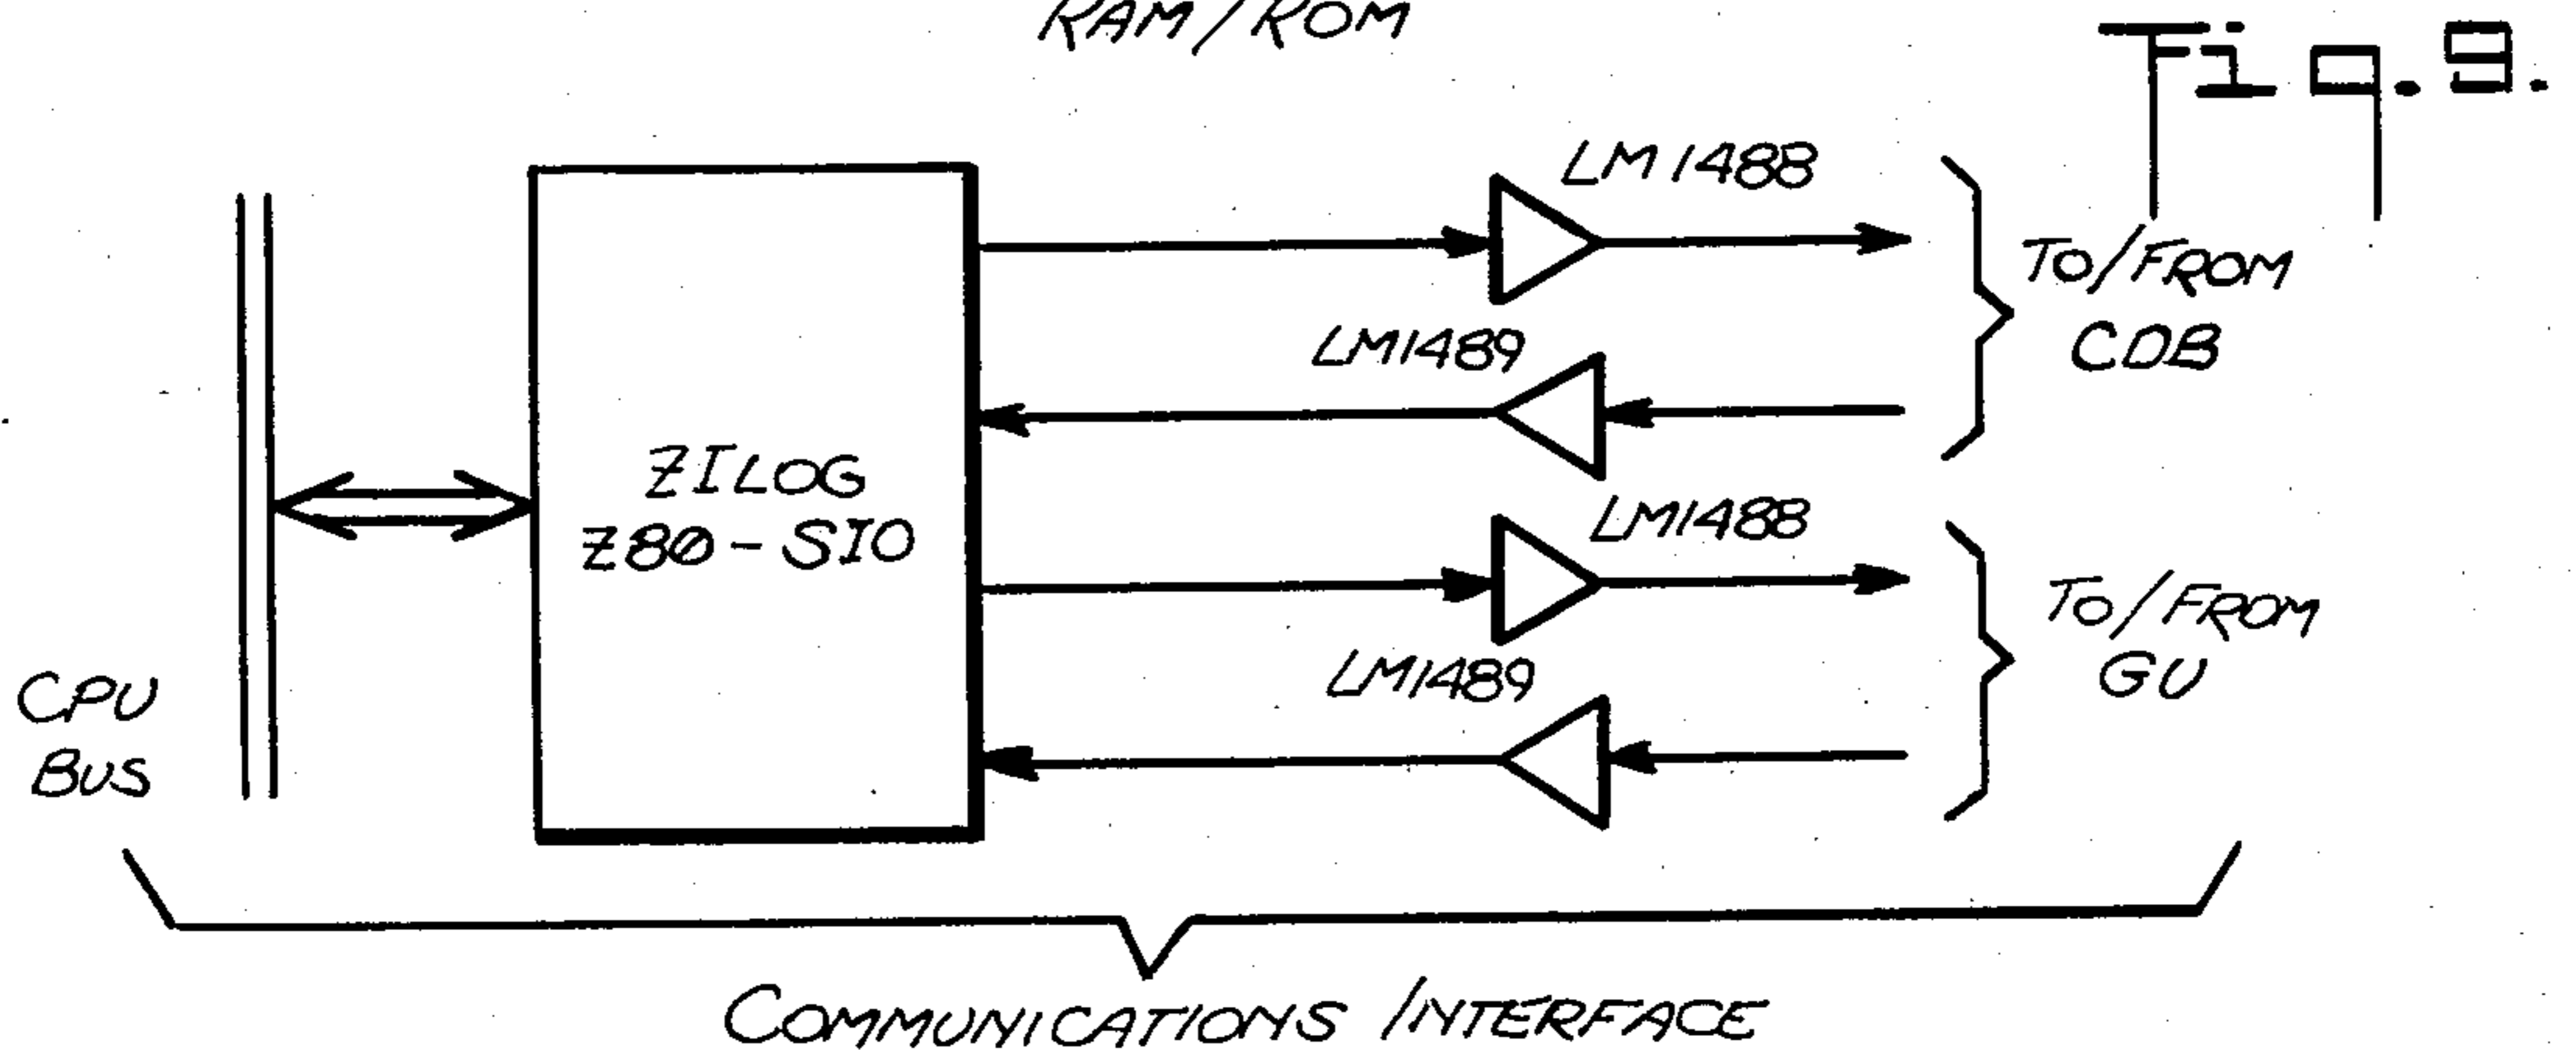 RAM/ROM
Fig. 9.
LM1488
TO/FROM
CDB
LM1489
ZILOG
Z80-SIO
LM1488
TO/FROM
GU
LM1489
CPU
BUS
COMMUNICATIONS INTERFACE